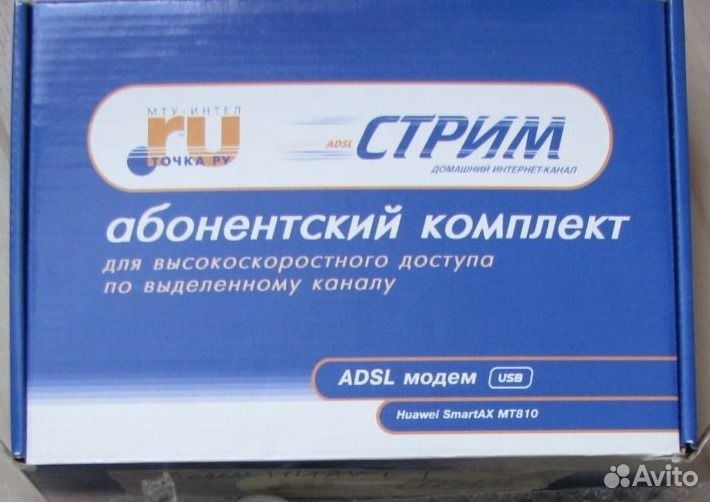 МТУ-ИНТЕЛ
.ru
ТОЧКА РУ
ADSL СТРИМ
ДОМАШНИЙ ИНТЕРНЕТ-КАНАЛ
абонентский комплект
для высокоскоростного доступа
по выделенному каналу
ADSL модем USB
Huawei SmartAX MT810
Avito